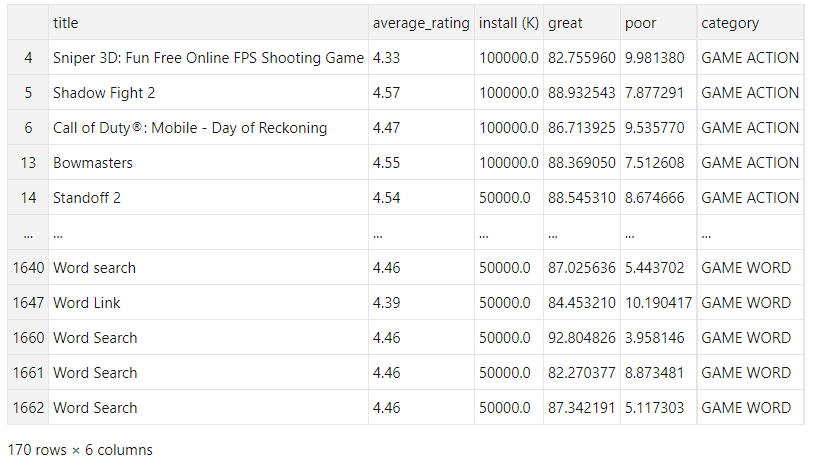 title average_rating install (K) great poor category
4 Sniper 3D: Fun Free Online FPS Shooting Game 4.33 100000.0 82.755960 9.981380 GAME ACTION
5 Shadow Fight 2 4.57 100000.0 88.932543 7.877291 GAME ACTION
6 Call of Duty®: Mobile - Day of Reckoning 4.47 100000.0 86.713925 9.535770 GAME ACTION
13 Bowmasters 4.55 100000.0 88.369050 7.512608 GAME ACTION
14 Standoff 2 4.54 50000.0 88.545310 8.674666 GAME ACTION
... ... ... ... ... ... ...
1640 Word search 4.46 50000.0 87.025636 5.443702 GAME WORD
1647 Word Link 4.39 50000.0 84.453210 10.190417 GAME WORD
1660 Word Search 4.46 50000.0 92.804826 3.958146 GAME WORD
1661 Word Search 4.46 50000.0 82.270377 8.873481 GAME WORD
1662 Word Search 4.46 50000.0 87.342191 5.117303 GAME WORD
170 rows × 6 columns